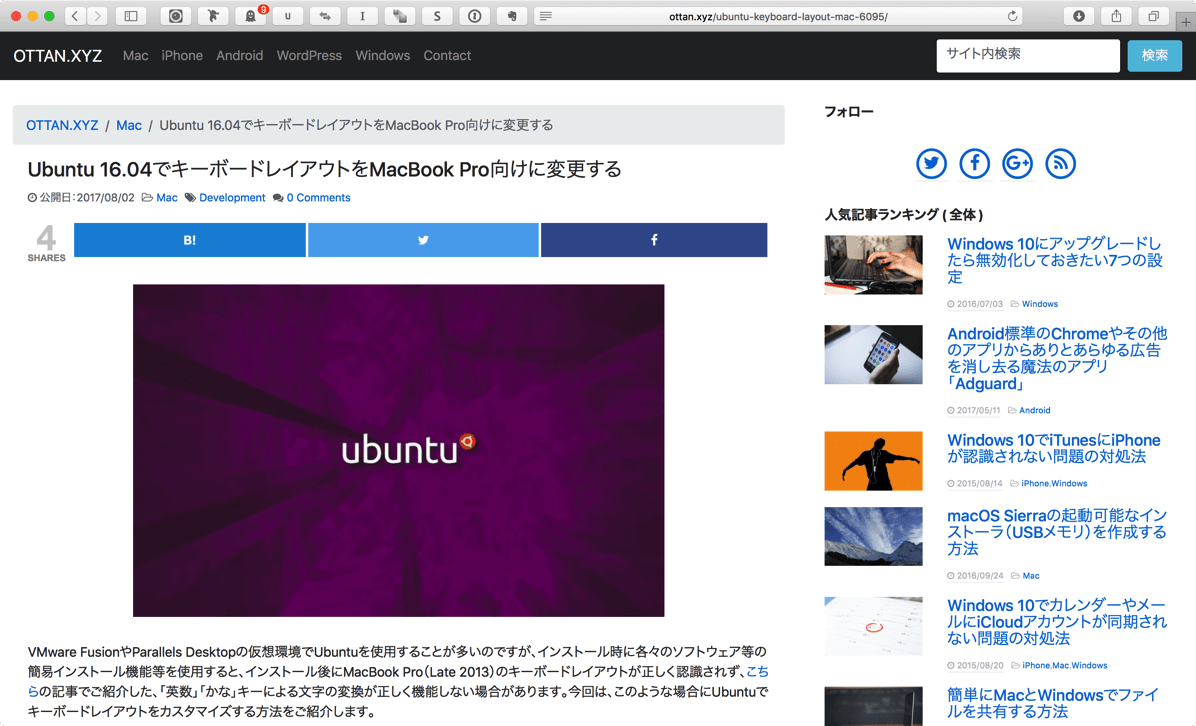 9
u
I
S
ottan.xyz/ubuntu-keyboard-layout-mac-6095/
OTTAN.XYZ Mac iPhone Android WordPress Windows Contact
サイト内検索 検索
OTTAN.XYZ / Mac / Ubuntu 16.04でキーボードレイアウトをMacBook Pro向けに変更する
Ubuntu 16.04でキーボードレイアウトをMacBook Pro向けに変更する
公開日:2017/08/02 Mac Development 0 Comments
4
SHARES
B!
ubuntu
VMware FusionやParallels Desktopの仮想環境でUbuntuを使用することが多いのですが、インストール時に各々のソフトウェア等の
簡易インストール機能等を使用すると、インストール後にMacBook Pro（Late 2013）のキーボードレイアウトが正しく認識されず、こち
らの記事でご紹介した、「英数」「かな」キーによる文字の変換が正しく機能しない場合があります。今回は、このような場合にUbuntuで
キーボードレイアウトをカスタマイズする方法をご紹介します。
フォロー
G+
人気記事ランキング ( 全体 )
Windows 10にアップグレードし
たら無効化しておきたい7つの設
定
2016/07/03 Windows
Android標準のChromeやその他
のアプリからありとあらゆる広告
を消し去る魔法のアプリ
「Adguard」
2017/05/11 Android
Windows 10でiTunesにiPhone
が認識されない問題の対処法
2015/08/14 iPhone,Windows
macOS Sierraの起動可能なイン
ストーラ（USBメモリ）を作成する
方法
2016/09/24 Mac
Windows 10でカレンダーやメー
ルにiCloudアカウントが同期され
ない問題の対処法
2015/08/20 iPhone,Mac,Windows
簡単にMacとWindowsでファイ
ルを共有する方法